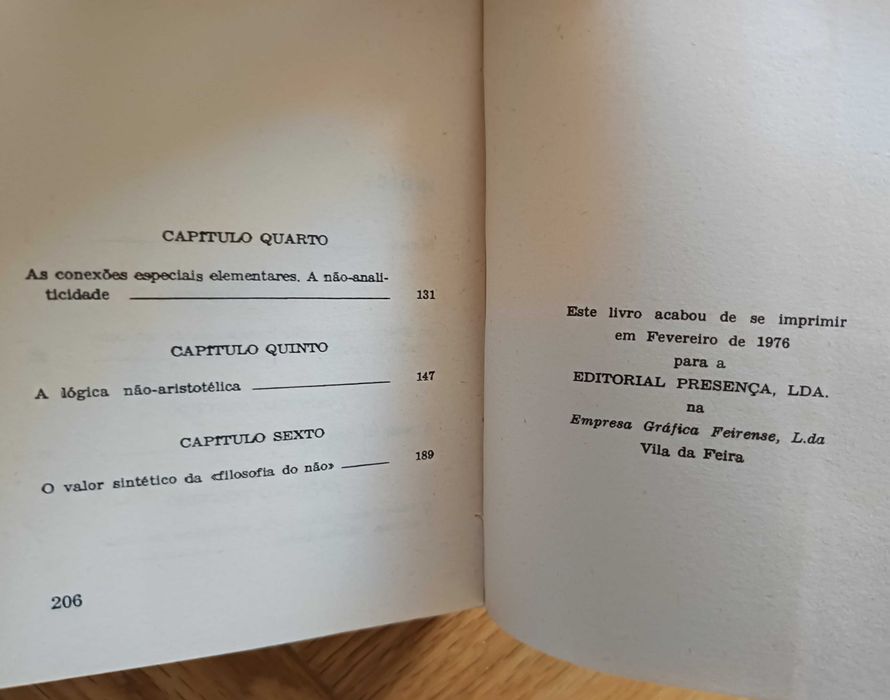 CAPÍTULO QUARTO
As conexões especiais elementares. A não-anali-
ticidade 131
CAPÍTULO QUINTO
A lógica não-aristotélica 147
CAPÍTULO SEXTO
O valor sintético da «filosofia do não» 189
206
Este livro acabou de se imprimir
em Fevereiro de 1976
para a
EDITORIAL PRESENÇA, LDA.
na
Empresa Gráfica Feirense, L.da
Vila da Feira